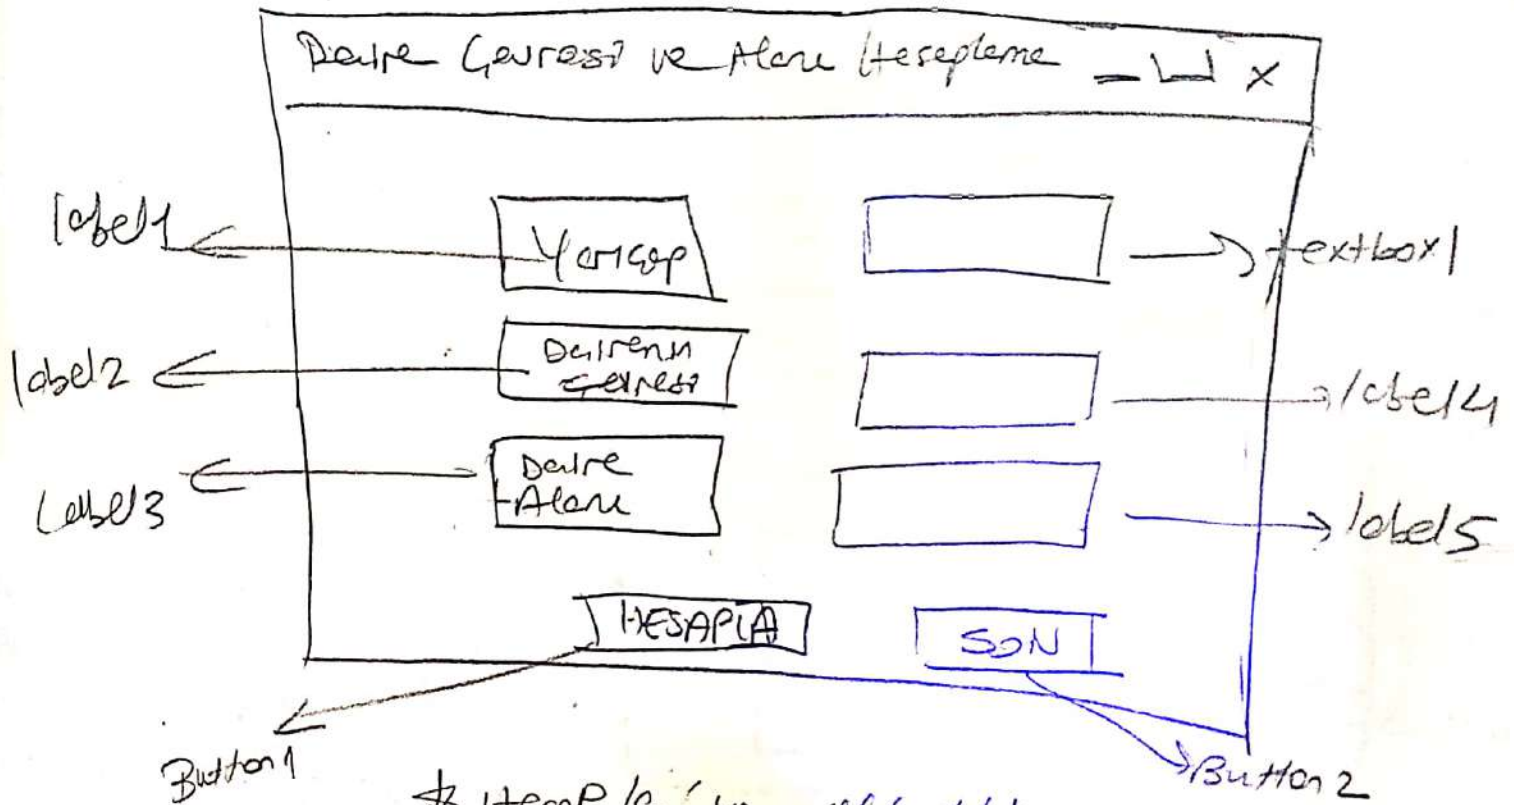 Daire Çevresi ve Alanı Hesaplama _ X
label1
Yarıçap
textbox1
label2
Dairenin
Çevresi
label4
label3
Daire
Alanı
label5
HESAPLA
SON
Button1
Button2